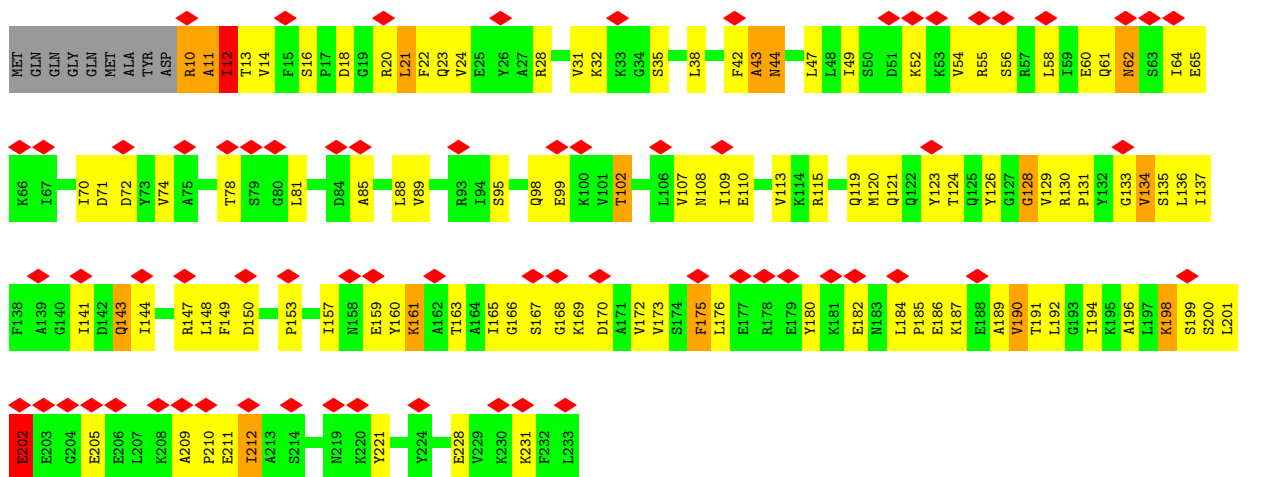 MET GLN GLN GLY GLN MET ALA TYR ASP R10 A11 I12 T13 V14 F15 S16 P17 D18 G19 R20 L21 F22 Q23 V24 E25 Y26 A27 R28 V31 K32 K33 G34 S35 L38 F42 A43 N44 L47 L48 I49 S50 D51 K52 K53 V54 R55 S56 R57 L58 I59 E60 Q61 N62 S63 I64 E65
K66 I67 I70 D71 D72 Y73 V74 A75 T78 S79 G80 L81 D84 A85 L88 V89 R93 I94 S95 Q98 E99 K100 V101 T102 L106 V107 N108 I109 E110 V113 K114 R115 Q119 M120 Q121 Q122 Y123 T124 Q125 Y126 G127 G128 V129 R130 P131 Y132 G133 V134 S135 L136 I137
F138 A139 G140 I141 D142 Q143 I144 R147 L148 F149 D150 P153 I157 N158 E159 Y160 K161 A162 T163 A164 I165 G166 S167 G168 K169 D170 A171 V172 V173 S174 F175 L176 E177 R178 E179 Y180 K181 E182 N183 L184 P185 E186 K187 E188 A189 V190 T191 L192 G193 I194 K195 A196 L197 K198 S199 S200 L201
E202 E203 G204 E205 E206 L207 K208 A209 P210 E211 I212 A213 S214 N219 K220 Y221 Y224 E228 V229 K230 K231 F232 L233